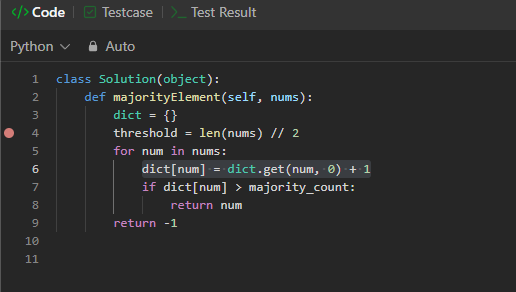 </> Code | Testcase | >_ Test Result
Python Auto
1 class Solution(object):
2 def majorityElement(self, nums):
3 dict = {}
4 threshold = len(nums) // 2
5 for num in nums:
6 dict[num] = dict.get(num, 0) + 1
7 if dict[num] > majority_count:
8 return num
9 return -1
10
11